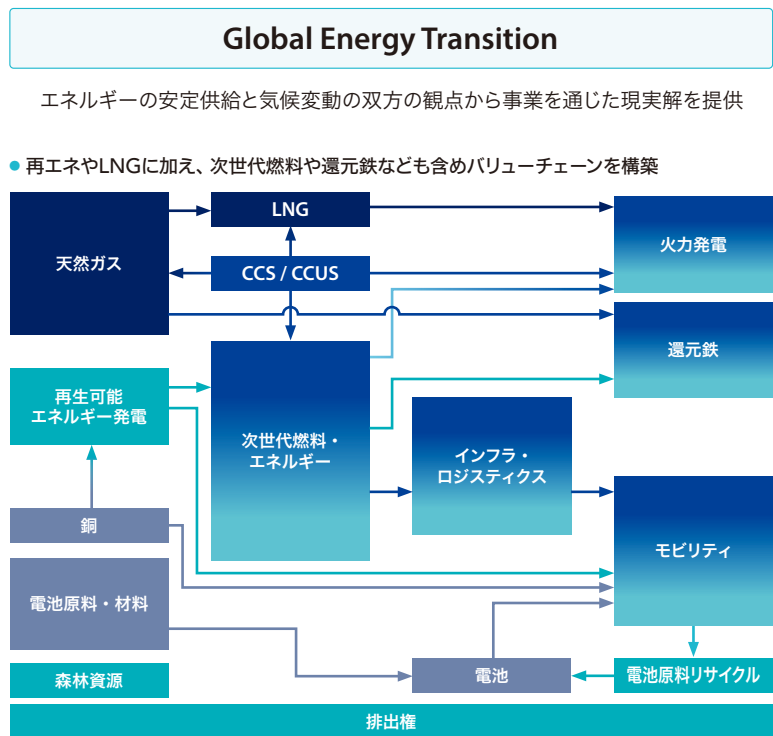 Global Energy Transition
エネルギーの安定供給と気候変動の双方の観点から事業を通じた現実解を提供
● 再エネやLNGに加え、次世代燃料や還元鉄なども含めバリューチェーンを構築
天然ガス
LNG
CCS / CCUS
火力発電
還元鉄
再生可能
エネルギー発電
次世代燃料・
エネルギー
インフラ・
ロジスティクス
銅
モビリティ
電池原料・材料
森林資源
電池
電池原料リサイクル
排出権